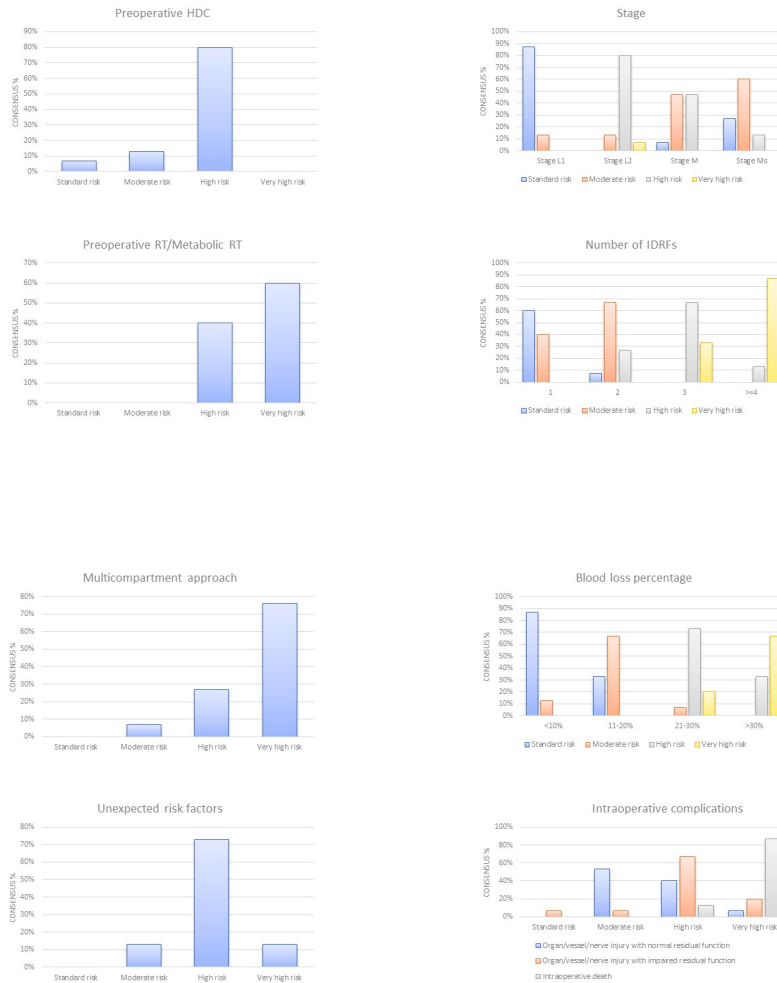 Preoperative HDC
CONSENSUS %
90%
80%
70%
60%
50%
40%
30%
20%
10%
0%
Standard risk Moderate risk High risk Very high risk
Stage
CONSENSUS %
100%
90%
80%
70%
60%
50%
40%
30%
20%
10%
0%
Stage L1 Stage L2 Stage M Stage Ms
Standard risk Moderate risk High risk Very high risk
Preoperative RT/Metabolic RT
CONSENSUS %
70%
60%
50%
40%
30%
20%
10%
0%
Standard risk Moderate risk High risk Very high risk
Number of IDRFs
CONSENSUS %
100%
90%
80%
70%
60%
50%
40%
30%
20%
10%
0%
1 2 3 >=4
Standard risk Moderate risk High risk Very high risk
Multicompartment approach
CONSENSUS %
80%
70%
60%
50%
40%
30%
20%
10%
0%
Standard risk Moderate risk High risk Very high risk
Blood loss percentage
CONSENSUS %
100%
90%
80%
70%
60%
50%
40%
30%
20%
10%
0%
<10% 11-20% 21-30% >30%
Standard risk Moderate risk High risk Very high risk
Unexpected risk factors
CONSENSUS %
80%
70%
60%
50%
40%
30%
20%
10%
0%
Standard risk Moderate risk High risk Very high risk
Intraoperative complications
CONSENSUS %
100%
80%
60%
40%
20%
0%
Standard risk Moderate risk High risk Very high risk
Organ/vessel/nerve injury with normal residual function
Organ/vessel/nerve injury with impaired residual function
Intraoperative death